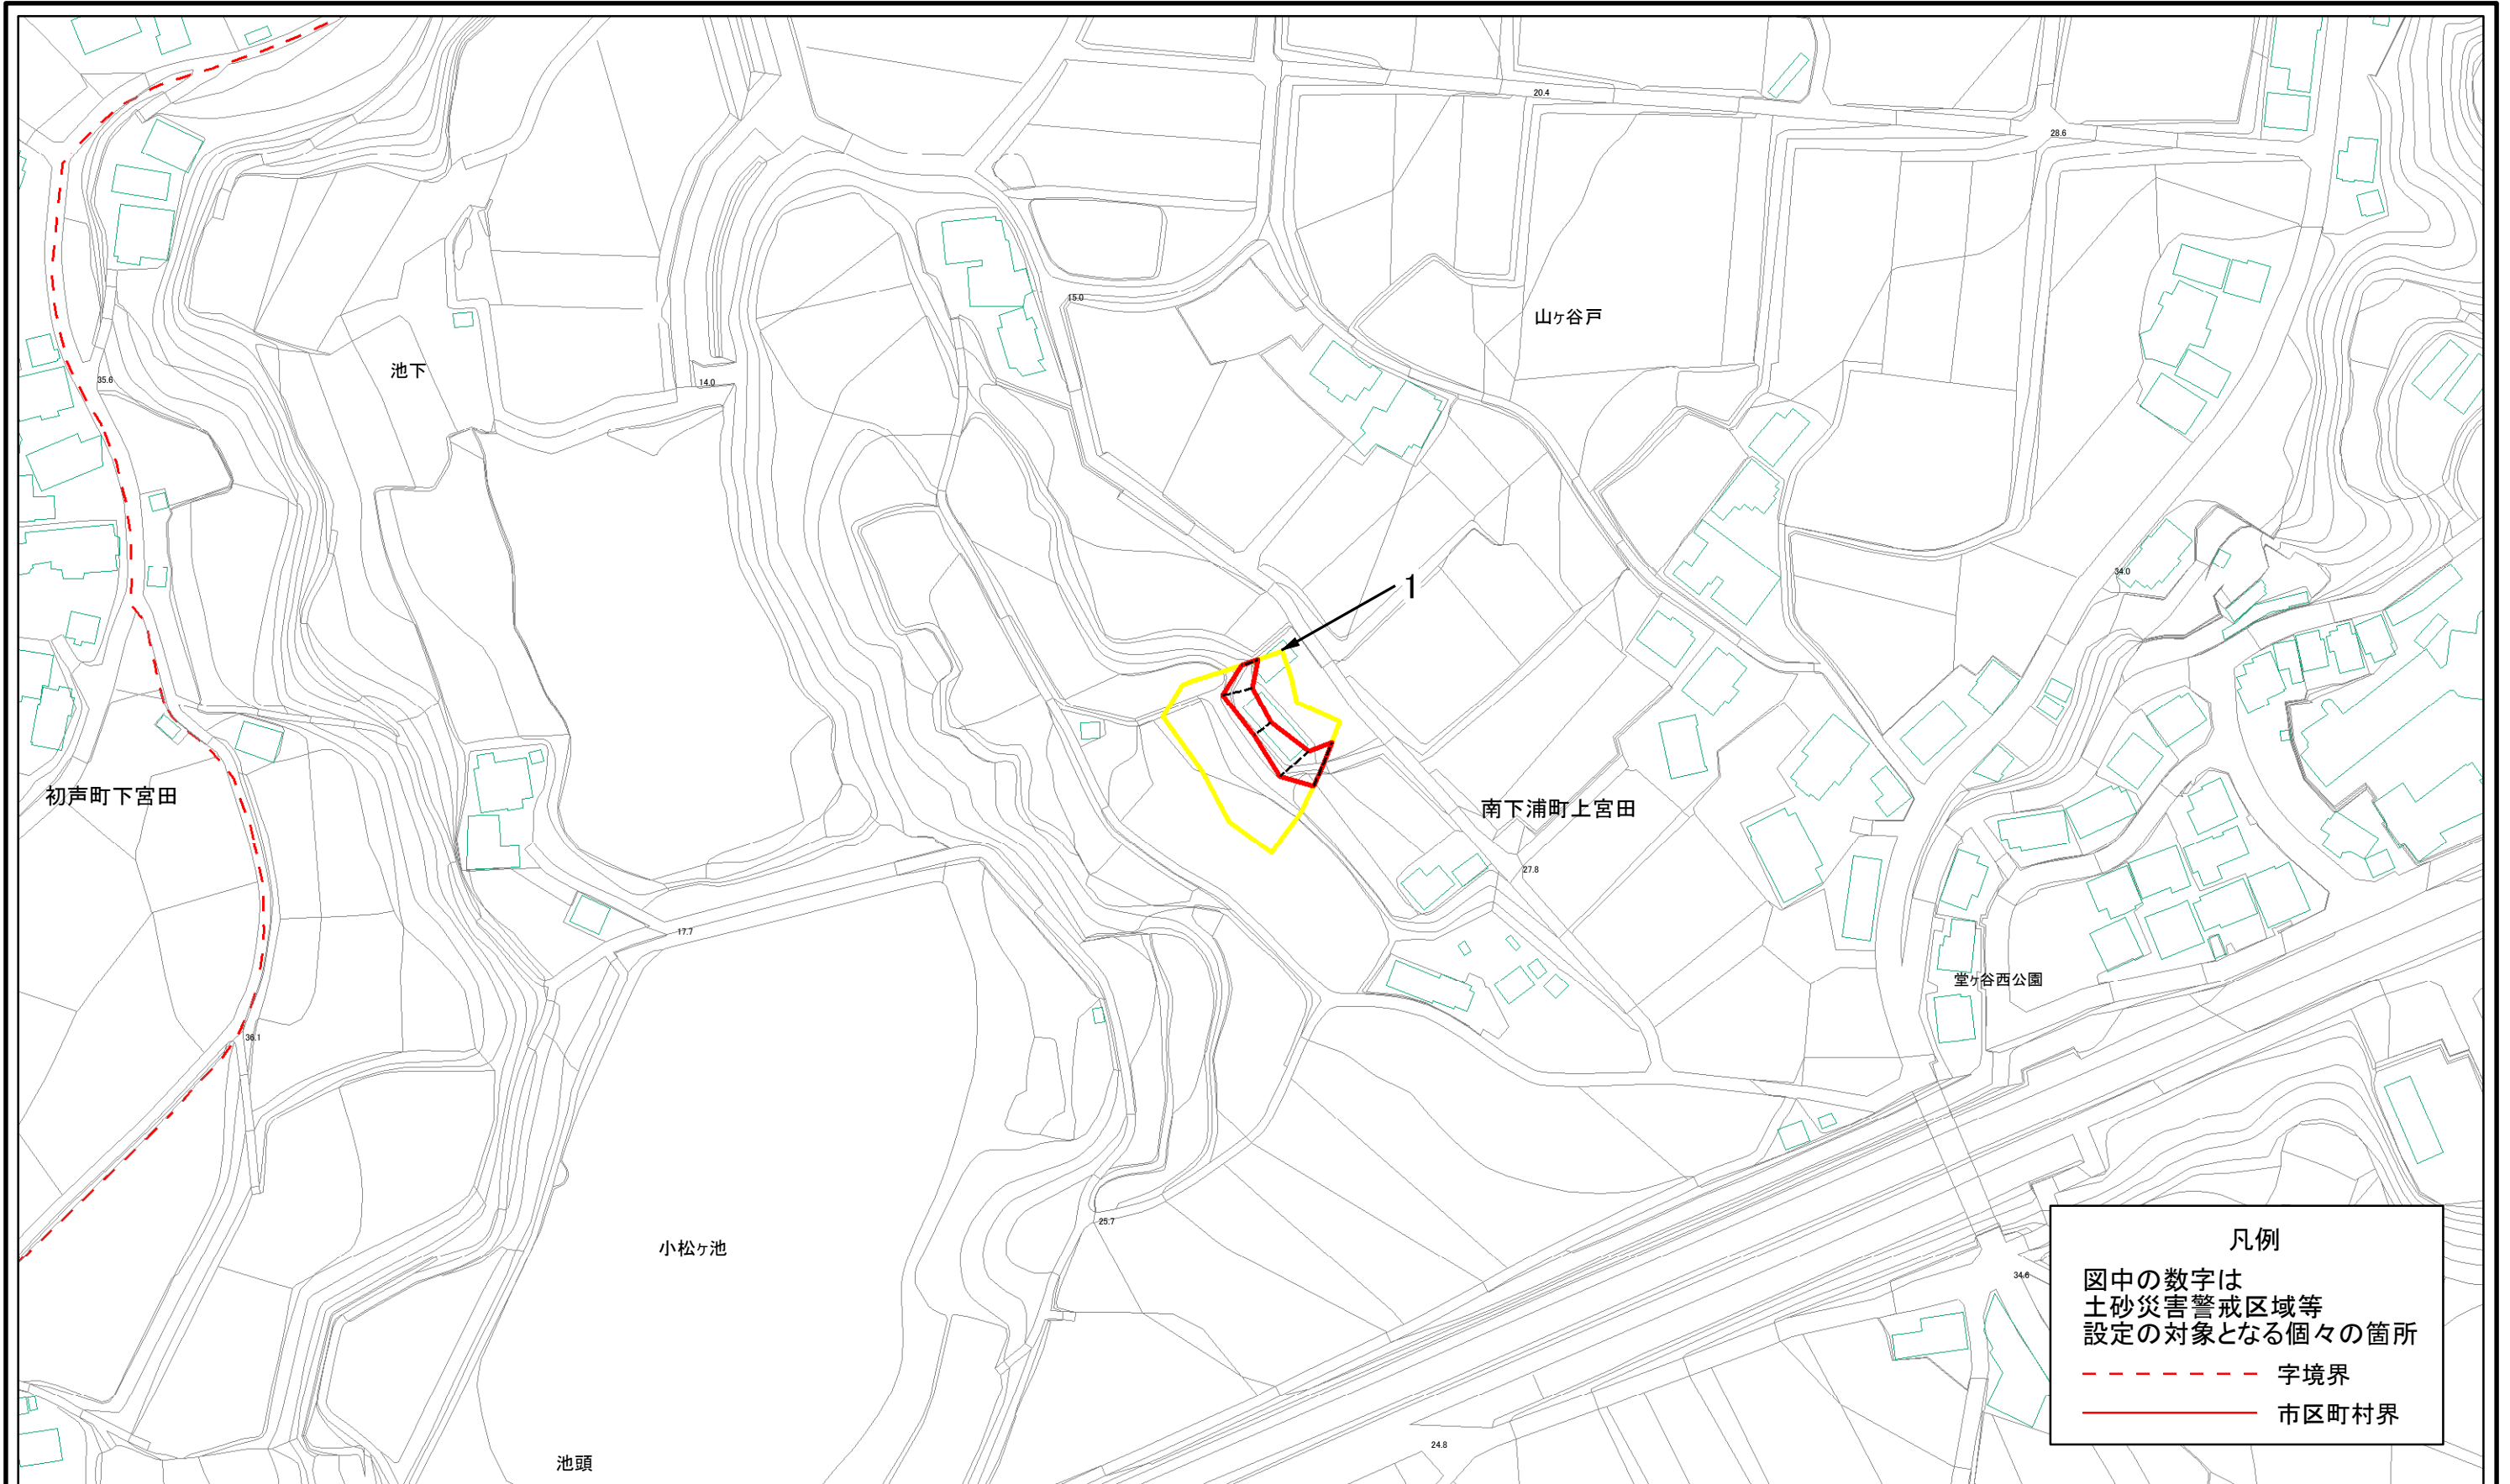 20.4
28.6
15.0
山ヶ谷戸
池下
35.6
14.0
34.0
1
初声町下宮田
南下浦町上宮田
27.8
17.7
堂ヶ谷西公園
36.1
25.7
小松ヶ池
34.6
24.8
池頭
凡例
図中の数字は
土砂災害警戒区域等
設定の対象となる個々の箇所
字境界
市区町村界